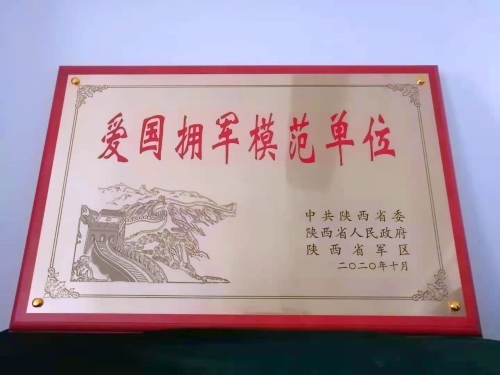 爱国拥军模范单位
中共陕西省委
陕西省人民政府
陕西省军区
二〇二〇年十月